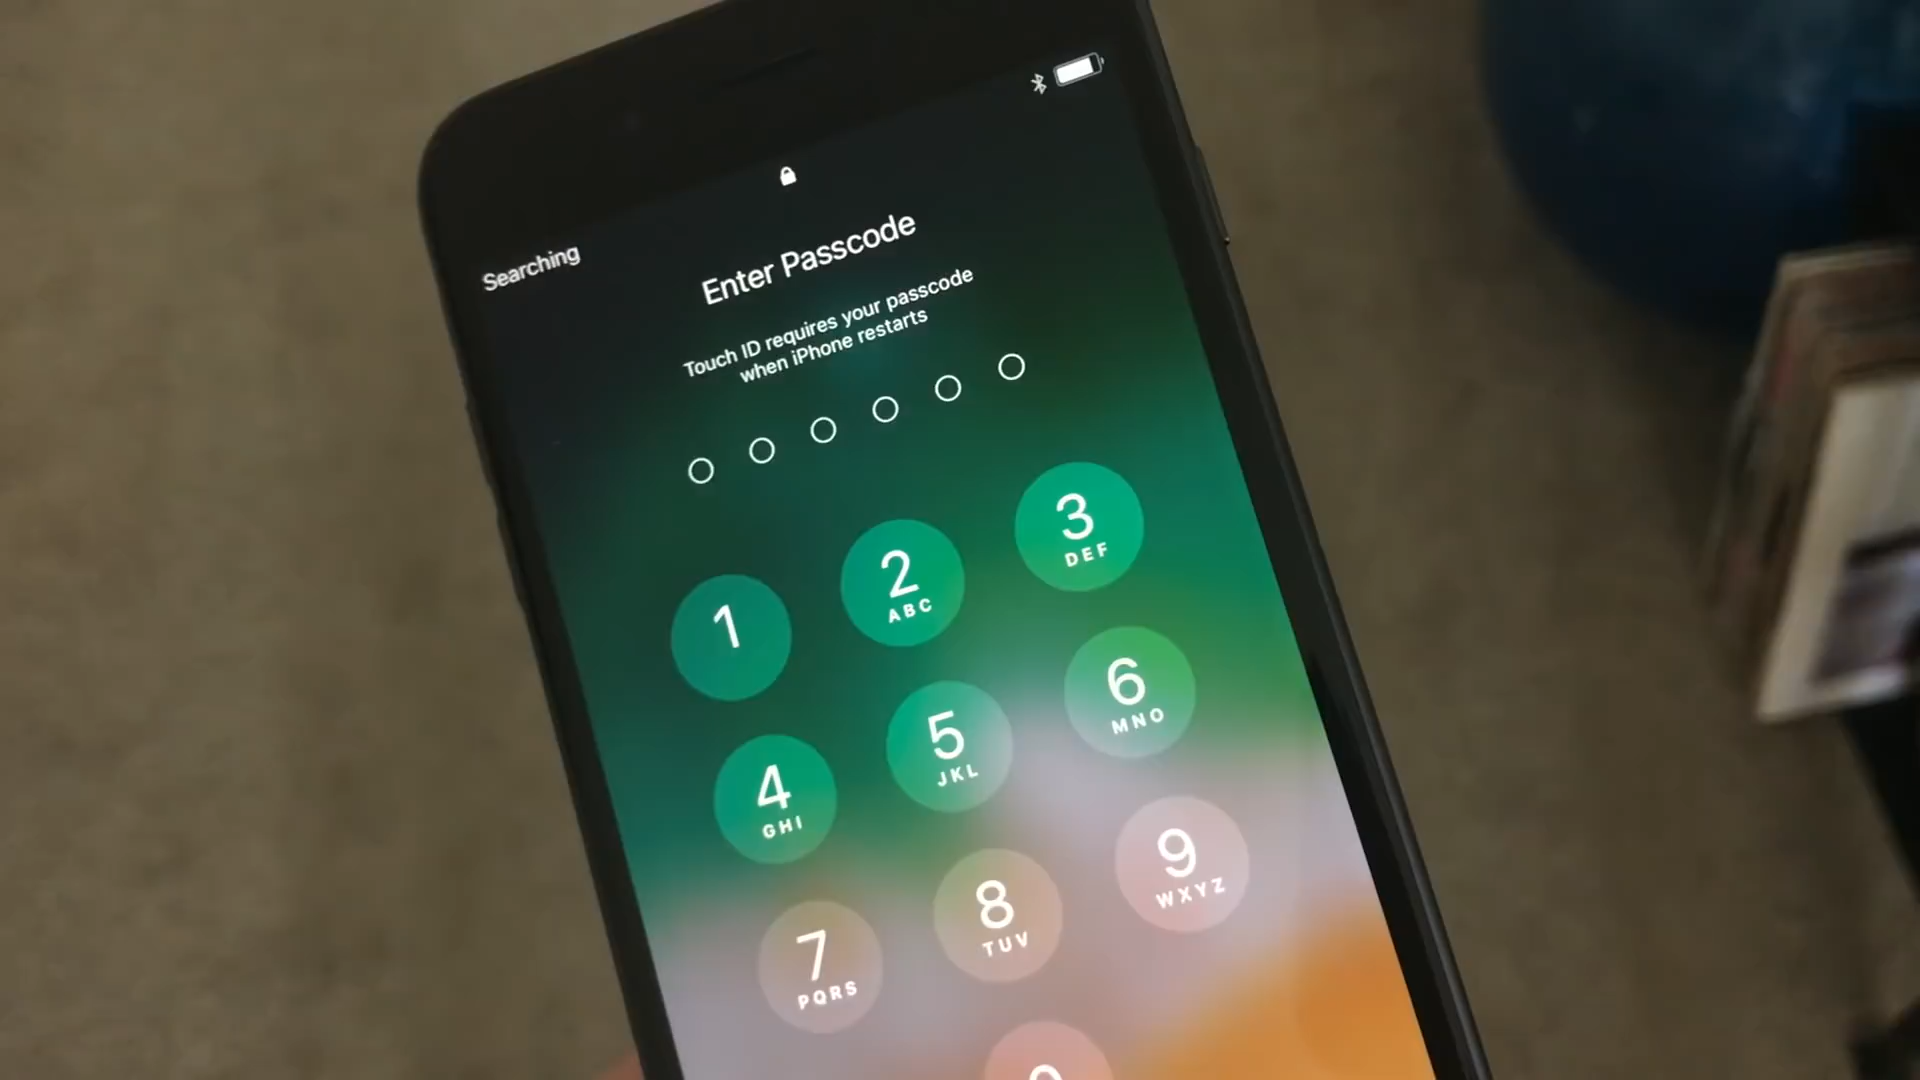 Searching
Enter Passcode
Touch ID requires your passcode
when iPhone restarts
1
2
ABC
3
DEF
4
GHI
5
JKL
6
MNO
7
PQRS
8
TUV
9
WXYZ
0